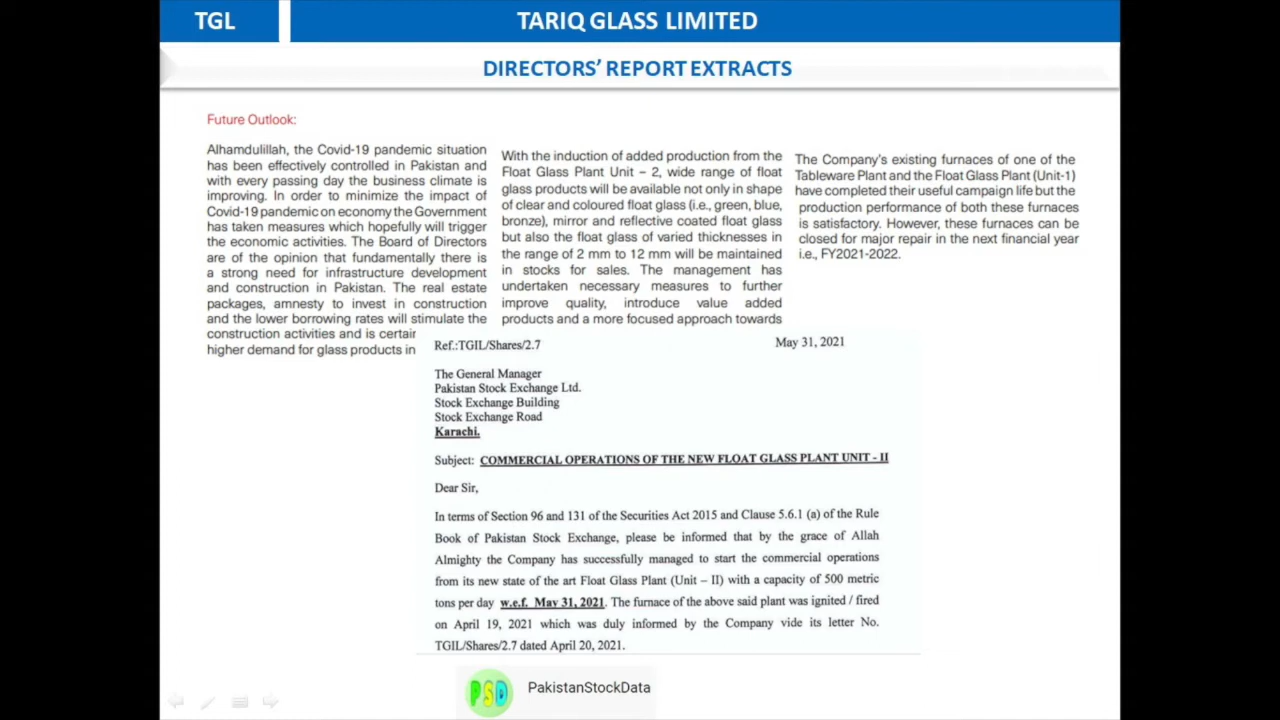 TGL
TARIQ GLASS LIMITED
DIRECTORS' REPORT EXTRACTS
Future Outlook:
Alhamdulillah, the Covid-19 pandemic situation
has been effectively controlled in Pakistan and
with every passing day the business climate is
improving. In order to minimize the impact of
Covid-19 pandemic on economy the Government
has taken measures which hopefully will trigger
the economic activities. The Board of Directors
are of the opinion that fundamentally there is
a strong need for infrastructure development
and construction in Pakistan. The real estate
packages, amnesty to invest in construction
and the lower borrowing rates will stimulate the
construction activities and is certain
higher demand for glass products in
With the induction of added production from the
Float Glass Plant Unit – 2, wide range of float
glass products will be available not only in shape
of clear and coloured float glass (i.e., green, blue,
bronze), mirror and reflective coated float glass
but also the float glass of varied thicknesses in
the range of 2 mm to 12 mm will be maintained
in stocks for sales. The management has
undertaken necessary measures to further
improve quality, introduce value added
products and a more focused approach towards
The Company's existing furnaces of one of the
Tableware Plant and the Float Glass Plant (Unit-1)
have completed their useful campaign life but the
production performance of both these furnaces
is satisfactory. However, these furnaces can be
closed for major repair in the next financial year
i.e., FY2021-2022.
Ref.:TGIL/Shares/2.7
May 31, 2021
The General Manager
Pakistan Stock Exchange Ltd.
Stock Exchange Building
Stock Exchange Road
Karachi.
Subject: COMMERCIAL OPERATIONS OF THE NEW FLOAT GLASS PLANT UNIT - II
Dear Sir,
In terms of Section 96 and 131 of the Securities Act 2015 and Clause 5.6.1 (a) of the Rule
Book of Pakistan Stock Exchange, please be informed that by the grace of Allah
Almighty the Company has successfully managed to start the commercial operations
from its new state of the art Float Glass Plant (Unit – II) with a capacity of 500 metric
tons per day w.e.f. May 31, 2021. The furnace of the above said plant was ignited / fired
on April 19, 2021 which was duly informed by the Company vide its letter No.
TGIL/Shares/2.7 dated April 20, 2021.
PSD
PakistanStockData